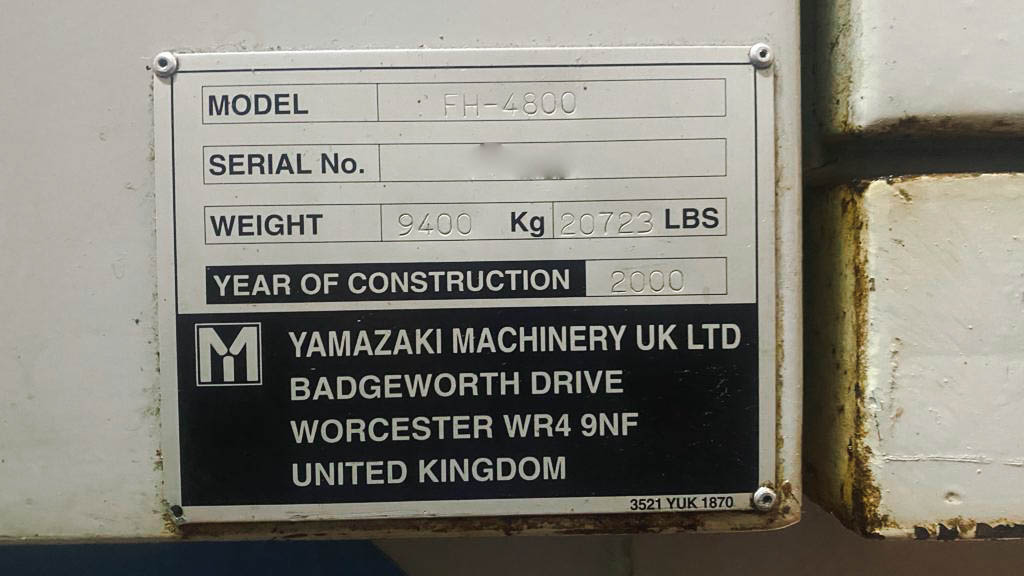 MODEL FH-4800
SERIAL No.
WEIGHT 9400 Kg 20723 LBS
YEAR OF CONSTRUCTION 2000
YAMAZAKI MACHINERY UK LTD
BADGEWORTH DRIVE
WORCESTER WR4 9NF
UNITED KINGDOM
3521 YUK 1870